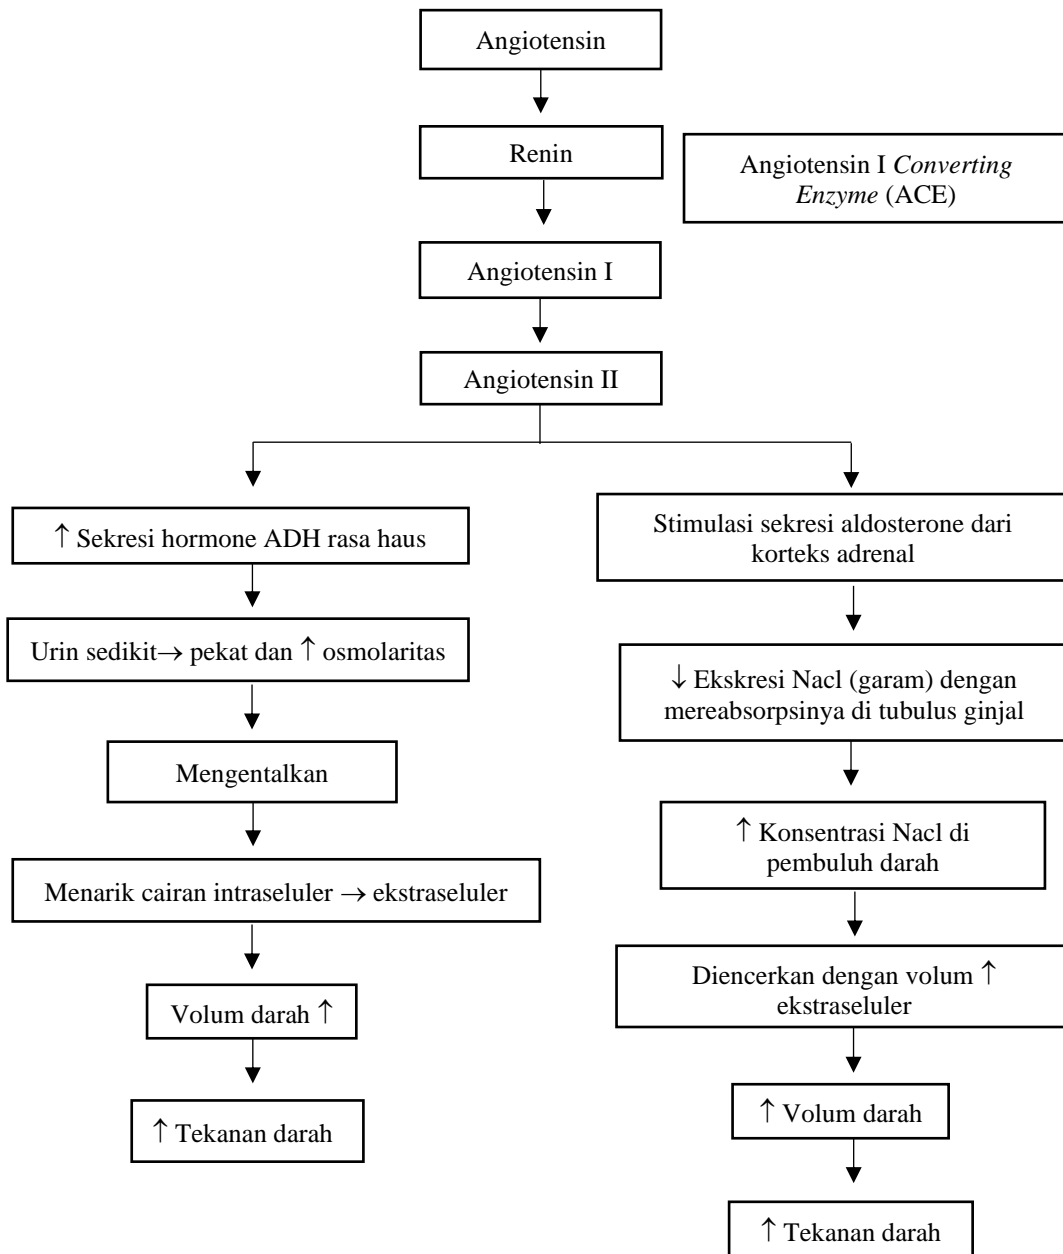 Angiotensin
Renin
Angiotensin I Converting
Enzyme (ACE)
Angiotensin I
Angiotensin II
↑ Sekresi hormone ADH rasa haus
Urin sedikit→ pekat dan ↑ osmolaritas
Mengentalkan
Menarik cairan intraseluler → ekstraseluler
Volum darah ↑
↑ Tekanan darah
Stimulasi sekresi aldosterone dari
korteks adrenal
↓ Ekskresi Nacl (garam) dengan
mereabsorpsinya di tubulus ginjal
↑ Konsentrasi Nacl di
pembuluh darah
Diencerkan dengan volum ↑
ekstraseluler
↑ Volum darah
↑ Tekanan darah